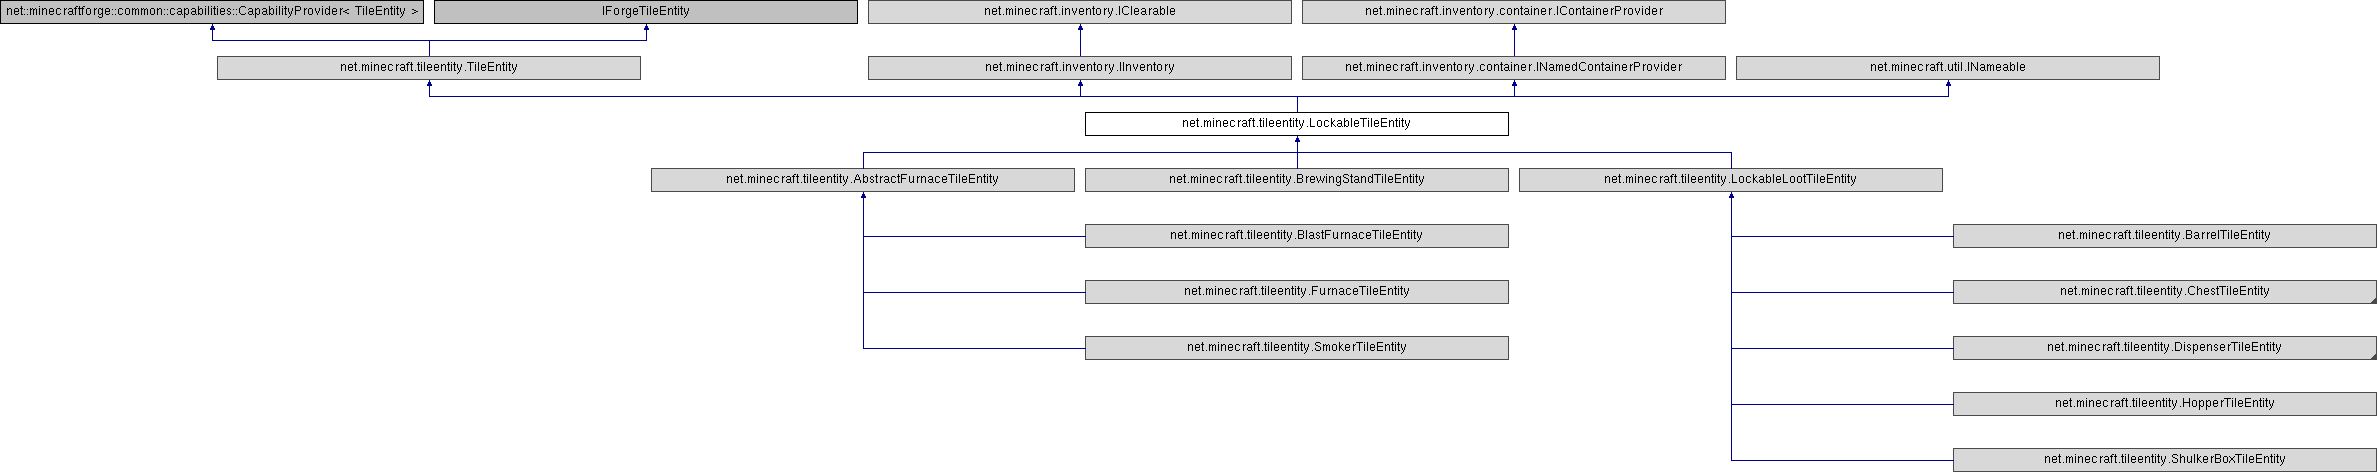 net::minecraftforge::common::capabilities::CapabilityProvider< TileEntity >
IForgeTileEntity
net.minecraft.inventory.IClearable
net.minecraft.inventory.container.IContainerProvider
net.minecraft.tileentity.TileEntity
net.minecraft.inventory.IInventory
net.minecraft.inventory.container.INamedContainerProvider
net.minecraft.util.INameable
net.minecraft.tileentity.LockableTileEntity
net.minecraft.tileentity.AbstractFurnaceTileEntity
net.minecraft.tileentity.BrewingStandTileEntity
net.minecraft.tileentity.LockableLootTileEntity
net.minecraft.tileentity.BlastFurnaceTileEntity
net.minecraft.tileentity.BarrelTileEntity
net.minecraft.tileentity.FurnaceTileEntity
net.minecraft.tileentity.ChestTileEntity
net.minecraft.tileentity.SmokerTileEntity
net.minecraft.tileentity.DispenserTileEntity
net.minecraft.tileentity.HopperTileEntity
net.minecraft.tileentity.ShulkerBoxTileEntity